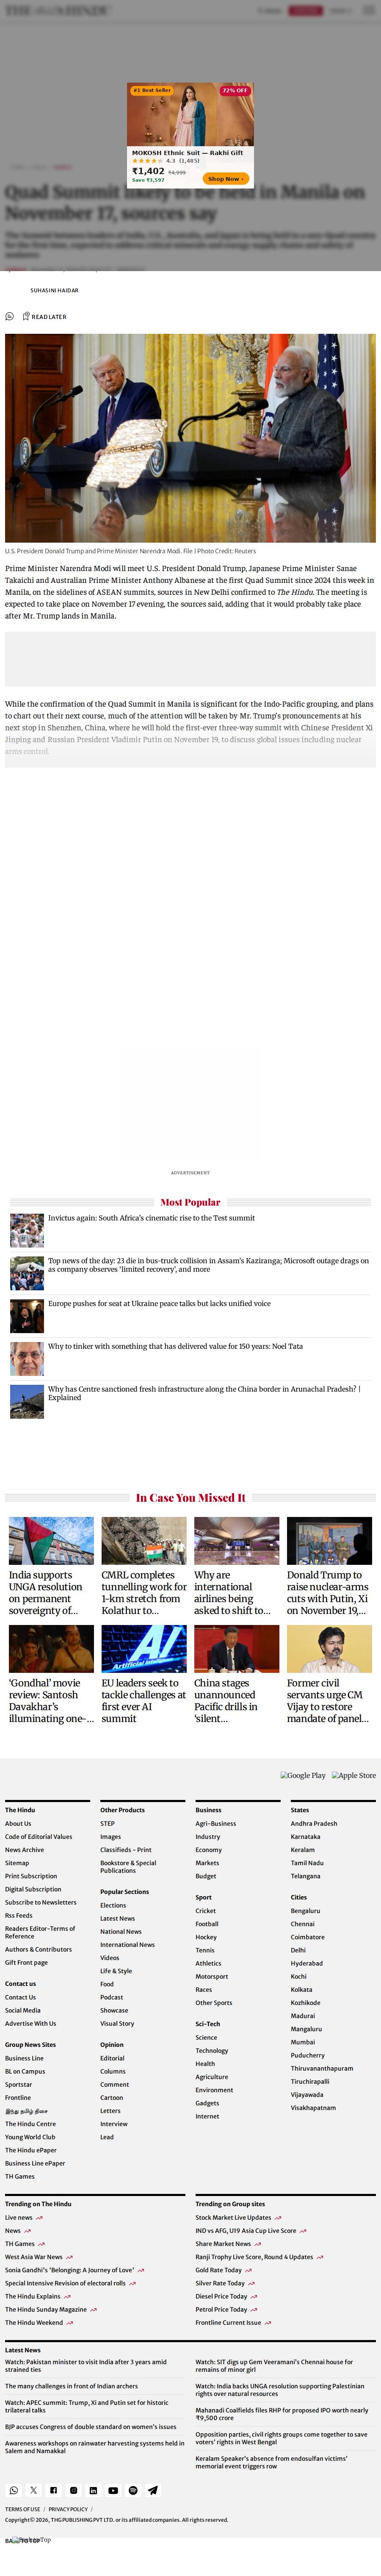 THE HINDU
#1 Best Seller
72% OFF
MOKOSH Ethnic Suit — Rakhi Gift
4.3 (1,485)
₹1,402 ₹4,999
Save ₹3,597
Shop Now ›
Quad Summit likely to be held in Manila on
November 17, sources say
SUHASINI HAIDAR
READ LATER
U.S. President Donald Trump and Prime Minister Narendra Modi. File | Photo Credit: Reuters
Prime Minister Narendra Modi will meet U.S. President Donald Trump, Japanese Prime Minister Sanae
Takaichi and Australian Prime Minister Anthony Albanese at the first Quad Summit since 2024 this week in
Manila, on the sidelines of ASEAN summits, sources in New Delhi confirmed to The Hindu. The meeting is
expected to take place on November 17 evening, the sources said, adding that it would probably take place
after Mr. Trump lands in Manila.
While the confirmation of the Quad Summit in Manila is significant for the Indo-Pacific grouping, and plans
to chart out their next course, much of the attention will be taken by Mr. Trump's pronouncements at his
next stop in Shenzhen, China, where he will hold the first-ever three-way summit with Chinese President Xi
Jinping and Russian President Vladimir Putin on November 19, to discuss global issues including nuclear
arms control.
ADVERTISEMENT
Most Popular
Invictus again: South Africa's cinematic rise to the Test summit
Top news of the day: 23 die in bus-truck collision in Assam's Kaziranga; Microsoft outage drags on
as company observes 'limited recovery', and more
Europe pushes for seat at Ukraine peace talks but lacks unified voice
Why to tinker with something that has delivered value for 150 years: Noel Tata
Why has Centre sanctioned fresh infrastructure along the China border in Arunachal Pradesh? |
Explained
In Case You Missed It
India supports
UNGA resolution
on permanent
sovereignty of...
CMRL completes
tunnelling work for
1-km stretch from
Kolathur to...
Why are
international
airlines being
asked to shift to...
Donald Trump to
raise nuclear-arms
cuts with Putin, Xi
on November 19,...
'Gondhal' movie
review: Santosh
Davakhar's
illuminating one-...
EU leaders seek to
tackle challenges at
first ever AI
summit
China stages
unannounced
Pacific drills in
'silent...
Former civil
servants urge CM
Vijay to restore
mandate of panel...
Google Play
Apple Store
The Hindu
About Us
Code of Editorial Values
News Archive
Sitemap
Print Subscription
Digital Subscription
Subscribe to Newsletters
Rss Feeds
Readers Editor-Terms of
Reference
Authors & Contributors
Gift Front page
Contact us
Contact Us
Social Media
Advertise With Us
Group News Sites
Business Line
BL on Campus
Sportstar
Frontline
இந்து தமிழ் திசை
The Hindu Centre
Young World Club
The Hindu ePaper
Business Line ePaper
TH Games
Other Products
STEP
Images
Classifieds - Print
Bookstore & Special
Publications
Popular Sections
Elections
Latest News
National News
International News
Videos
Life & Style
Food
Podcast
Showcase
Visual Story
Opinion
Editorial
Columns
Comment
Cartoon
Letters
Interview
Lead
Business
Agri-Business
Industry
Economy
Markets
Budget
Sport
Cricket
Football
Hockey
Tennis
Athletics
Motorsport
Races
Other Sports
Sci-Tech
Science
Technology
Health
Agriculture
Environment
Gadgets
Internet
States
Andhra Pradesh
Karnataka
Keralam
Tamil Nadu
Telangana
Cities
Bengaluru
Chennai
Coimbatore
Delhi
Hyderabad
Kochi
Kolkata
Kozhikode
Madurai
Mangaluru
Mumbai
Puducherry
Thiruvananthapuram
Tiruchirapalli
Vijayawada
Visakhapatnam
Trending on The Hindu
Live news
News
TH Games
West Asia War News
Sonia Gandhi's 'Belonging: A Journey of Love'
Special Intensive Revision of electoral rolls
The Hindu Explains
The Hindu Sunday Magazine
The Hindu Weekend
Trending on Group sites
Stock Market Live Updates
IND vs AFG, U19 Asia Cup Live Score
Share Market News
Ranji Trophy Live Score, Round 4 Updates
Gold Rate Today
Silver Rate Today
Diesel Price Today
Petrol Price Today
Frontline Current Issue
Latest News
Watch: Pakistan minister to visit India after 3 years amid
strained ties
The many challenges in front of Indian archers
Watch: APEC summit: Trump, Xi and Putin set for historic
trilateral talks
BJP accuses Congress of double standard on women's issues
Awareness workshops on rainwater harvesting systems held in
Salem and Namakkal
Watch: SIT digs up Gem Veeramani's Chennai house for
remains of minor girl
Watch: India backs UNGA resolution supporting Palestinian
rights over natural resources
Mahanadi Coalfields files RHP for proposed IPO worth nearly
₹9,500 crore
Opposition parties, civil rights groups come together to save
voters' rights in West Bengal
Keralam Speaker's absence from endosulfan victims'
memorial event triggers row
TERMS OF USE / PRIVACY POLICY /
Copyright© 2026, THG PUBLISHING PVT LTD. or its affiliated companies. All rights reserved.
BACK TO TOP